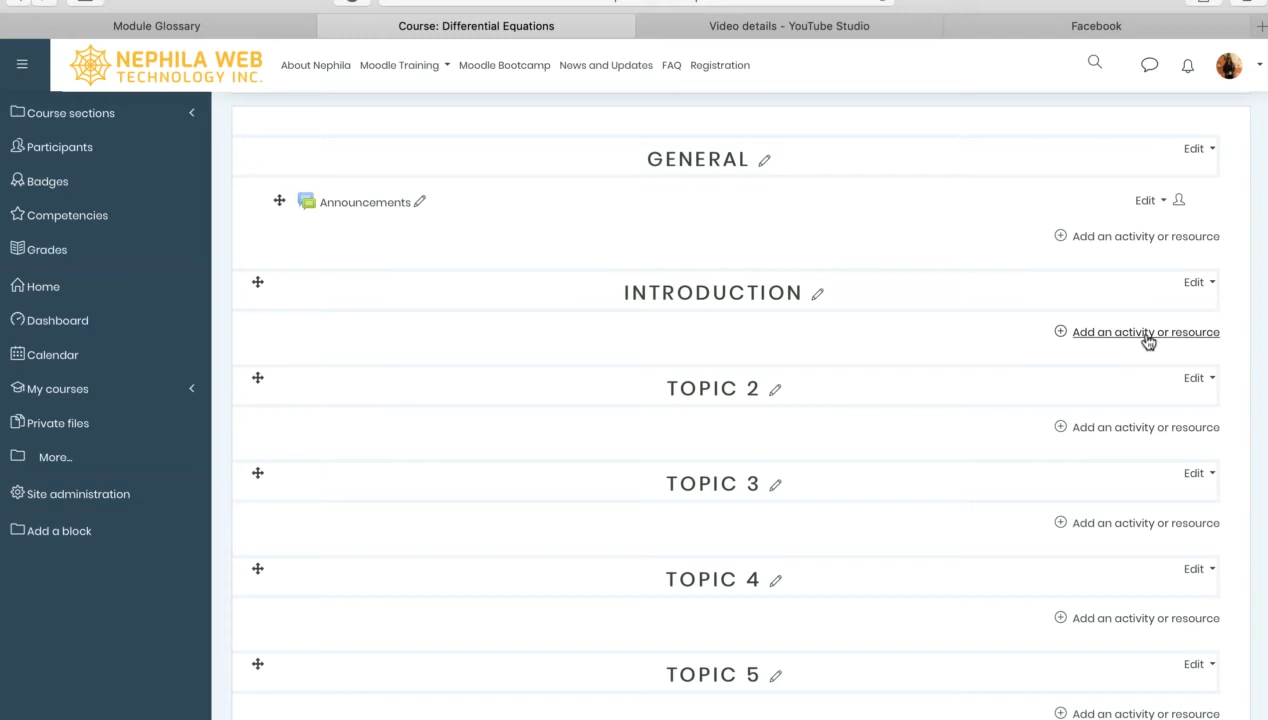 Module Glossary
Course: Differential Equations
Video details - YouTube Studio
Facebook
NEPHILA WEB
TECHNOLOGY INC.
About Nephila
Moodle Training
Moodle Bootcamp
News and Updates
FAQ
Registration
Course sections
Participants
Badges
Competencies
Grades
Home
Dashboard
Calendar
My courses
Private files
More...
Site administration
Add a block
GENERAL
Edit
Announcements
Edit
Add an activity or resource
INTRODUCTION
Edit
Add an activity or resource
TOPIC 2
Edit
Add an activity or resource
TOPIC 3
Edit
Add an activity or resource
TOPIC 4
Edit
Add an activity or resource
TOPIC 5
Edit
Add an activity or resource